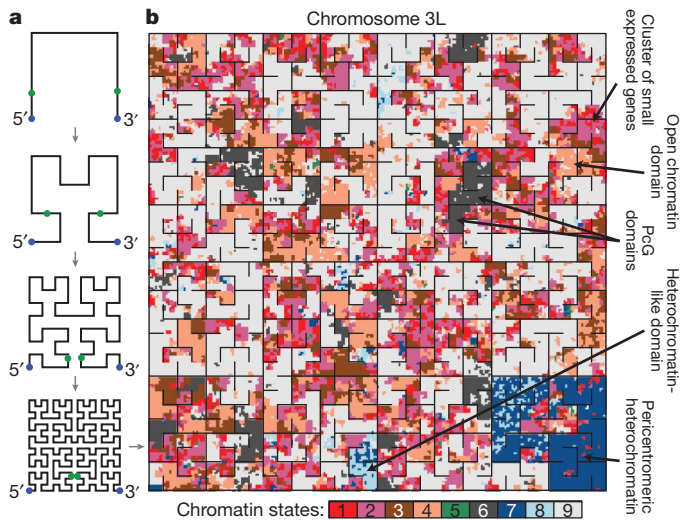 a
b
Chromosome 3L
5′ 3′
5′ 3′
5′ 3′
5′ 3′
Cluster of small
expressed genes
Open chromatin
domain
PcG
domains
Heterochromatin-
like domain
Pericentromeric
heterochromatin
Chromatin states: 1 2 3 4 5 6 7 8 9